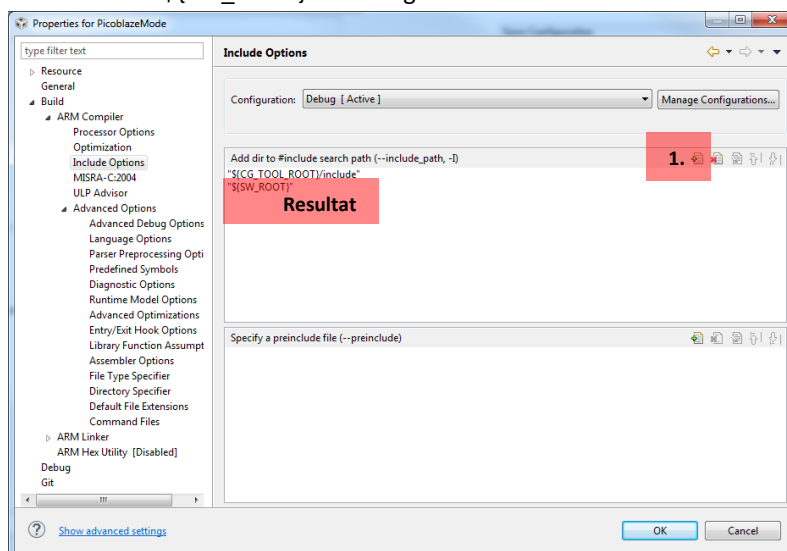 Properties for PicoblazeMode
type filter text
Resource
General
Build
ARM Compiler
Processor Options
Optimization
Include Options
MISRA-C:2004
ULP Advisor
Advanced Options
Advanced Debug Options
Language Options
Parser Preprocessing Opti
Predefined Symbols
Diagnostic Options
Runtime Model Options
Advanced Optimizations
Entry/Exit Hook Options
Library Function Assumpt
Assembler Options
File Type Specifier
Directory Specifier
Default File Extensions
Command Files
ARM Linker
ARM Hex Utility [Disabled]
Debug
Git
Include Options
Configuration: Debug [ Active ] Manage Configurations...
Add dir to #include search path (--include_path, -I) 1.
"${CG_TOOL_ROOT}/include"
"${SW_ROOT}"
Resultat
Specify a preinclude file (--preinclude)
Show advanced settings
OK Cancel